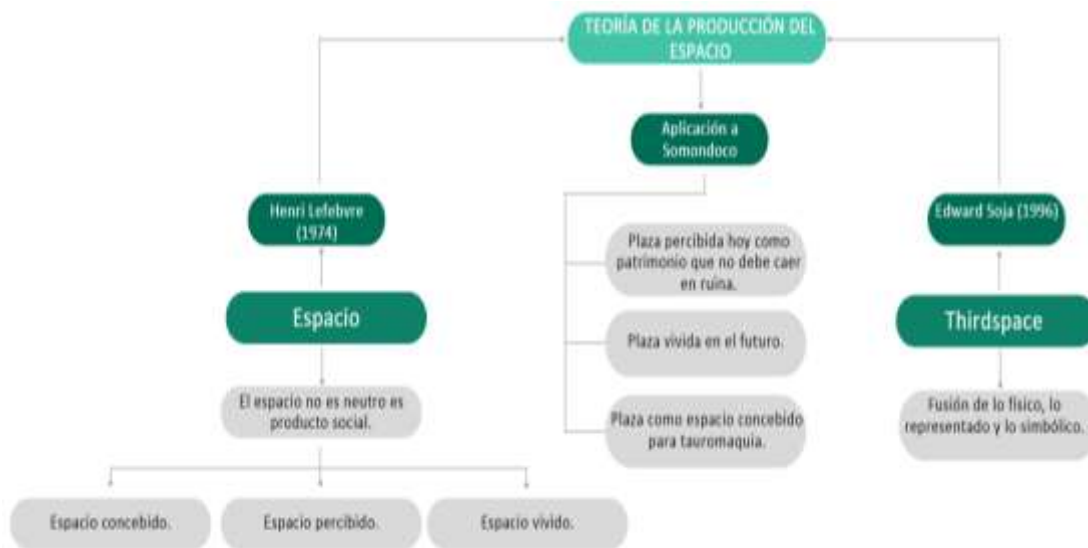 TEORÍA DE LA PRODUCCIÓN DEL
ESPACIO
Aplicación a
Somondoco
Henri Lefebvre
(1974)
Edward Soja (1996)
Plaza percibida hoy como
patrimonio que no debe caer
en ruina.
Espacio
Thirdspace
Plaza vivida en el futuro.
El espacio no es neutro es
producto social.
Plaza como espacio concebido
para tauromaquia.
Fusión de lo físico, lo
representado y lo simbólico.
Espacio concebido.
Espacio percibido.
Espacio vivido.